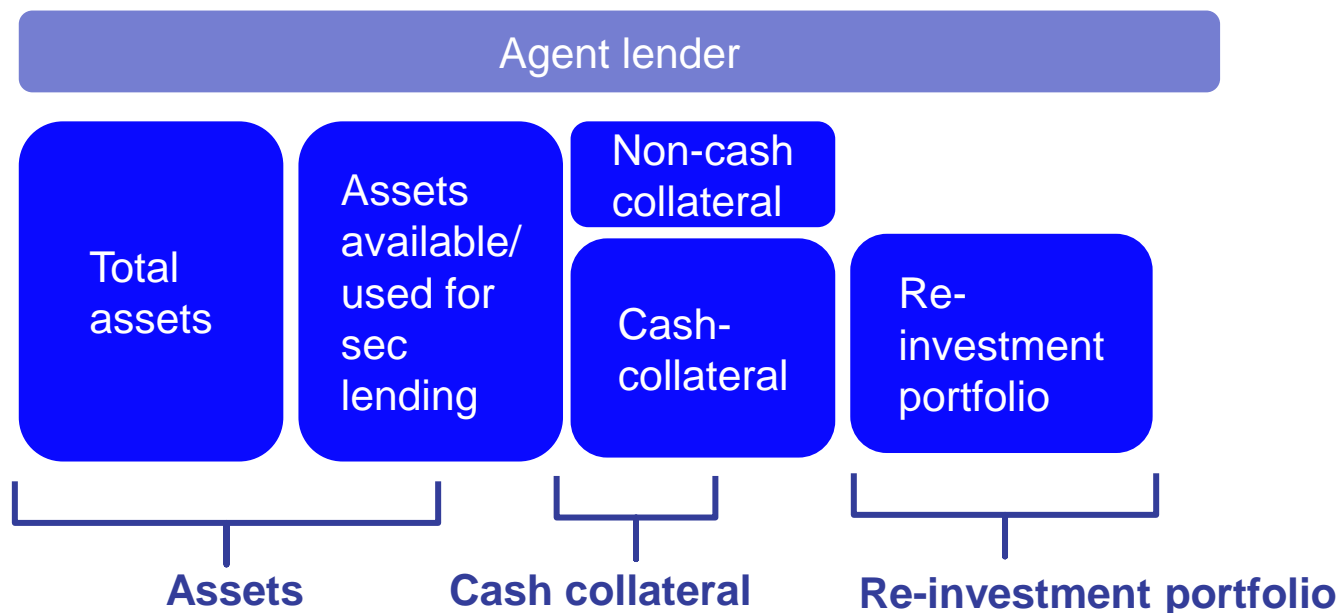 Agent lender
Total
assets
Assets
available/
used for
sec
lending
Non-cash
collateral
Cash-
collateral
Re-
investment
portfolio
Assets
Cash collateral
Re-investment portfolio